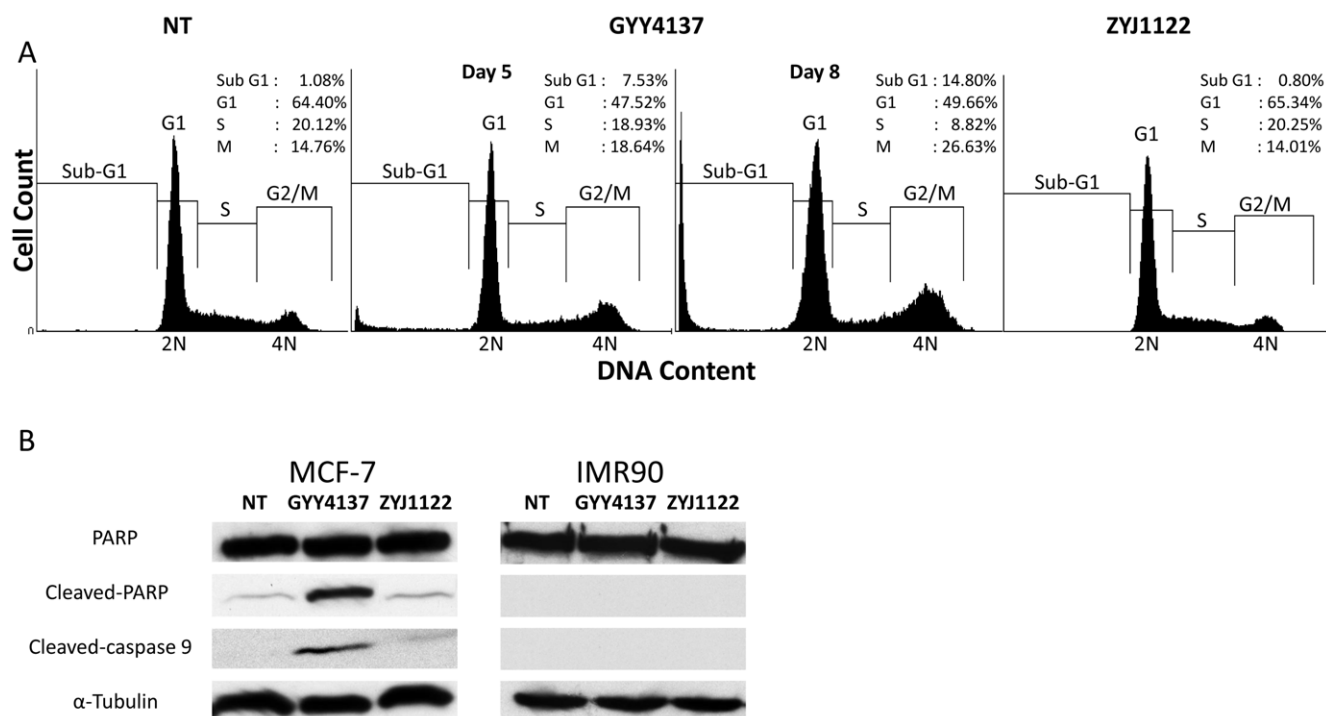 NT GYY4137 ZYJ1122
A
Day 5 Day 8
Sub G1 : 1.08%
G1 : 64.40%
S : 20.12%
M : 14.76%
Sub G1 : 7.53%
G1 : 47.52%
S : 18.93%
M : 18.64%
Sub G1 : 14.80%
G1 : 49.66%
S : 8.82%
M : 26.63%
Sub G1 : 0.80%
G1 : 65.34%
S : 20.25%
M : 14.01%
G1 G1 G1 G1
Sub-G1 S G2/M
Sub-G1 S G2/M
Sub-G1 S G2/M
Sub-G1 S G2/M
Cell Count
0
2N 4N 2N 4N 2N 4N 2N 4N
DNA Content
B
MCF-7 IMR90
NT GYY4137 ZYJ1122 NT GYY4137 ZYJ1122
PARP
Cleaved-PARP
Cleaved-caspase 9
α-Tubulin